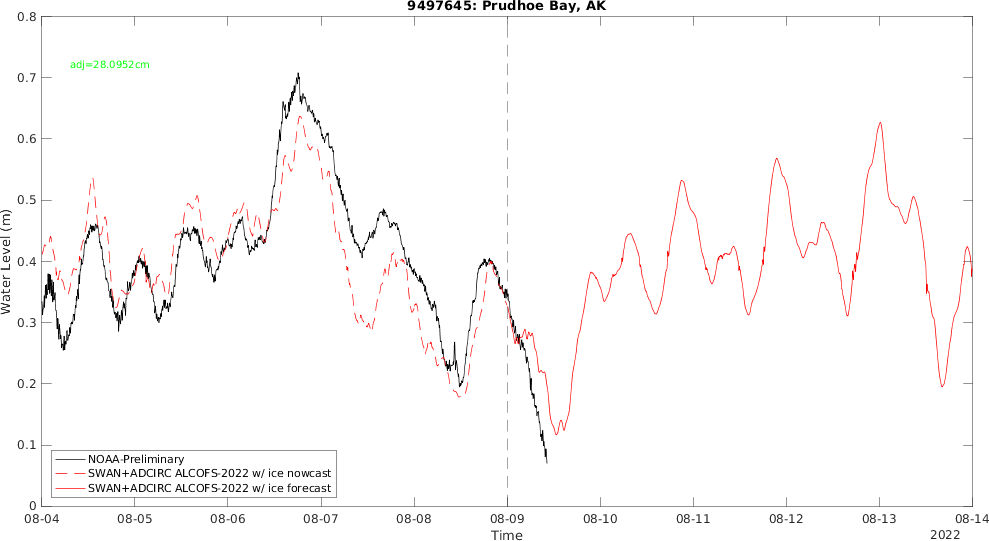 9497645: Prudhoe Bay, AK
0.8
adj=28.0952cm
0.7
0.6
0.5
0.4
0.3
0.2
0.1
0
Water Level (m)
NOAA-Preliminary
SWAN+ADCIRC ALCOFS-2022 w/ ice nowcast
SWAN+ADCIRC ALCOFS-2022 w/ ice forecast
08-04 08-05 08-06 08-07 08-08 08-09 08-10 08-11 08-12 08-13 08-14
Time
2022